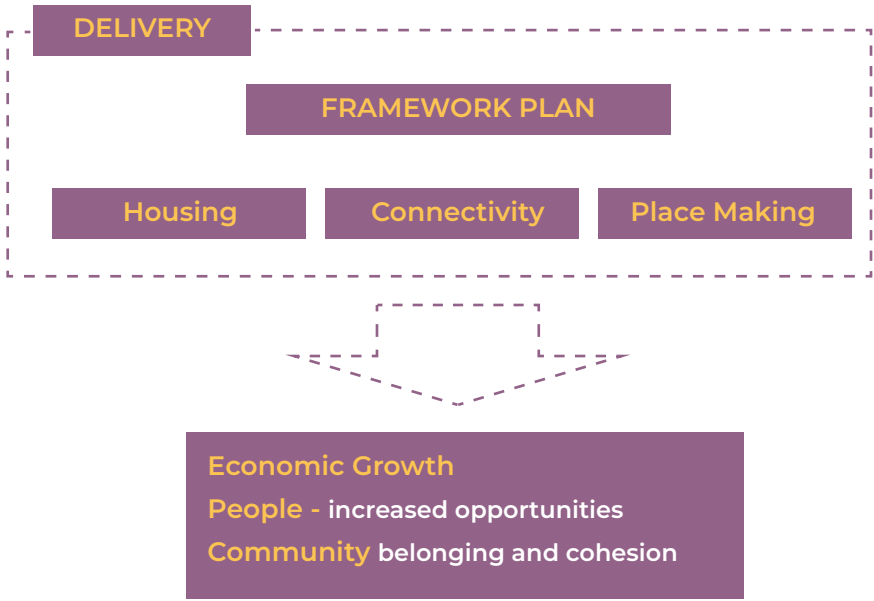 DELIVERY
FRAMEWORK PLAN
Housing
Connectivity
Place Making
Economic Growth
People - increased opportunities
Community belonging and cohesion